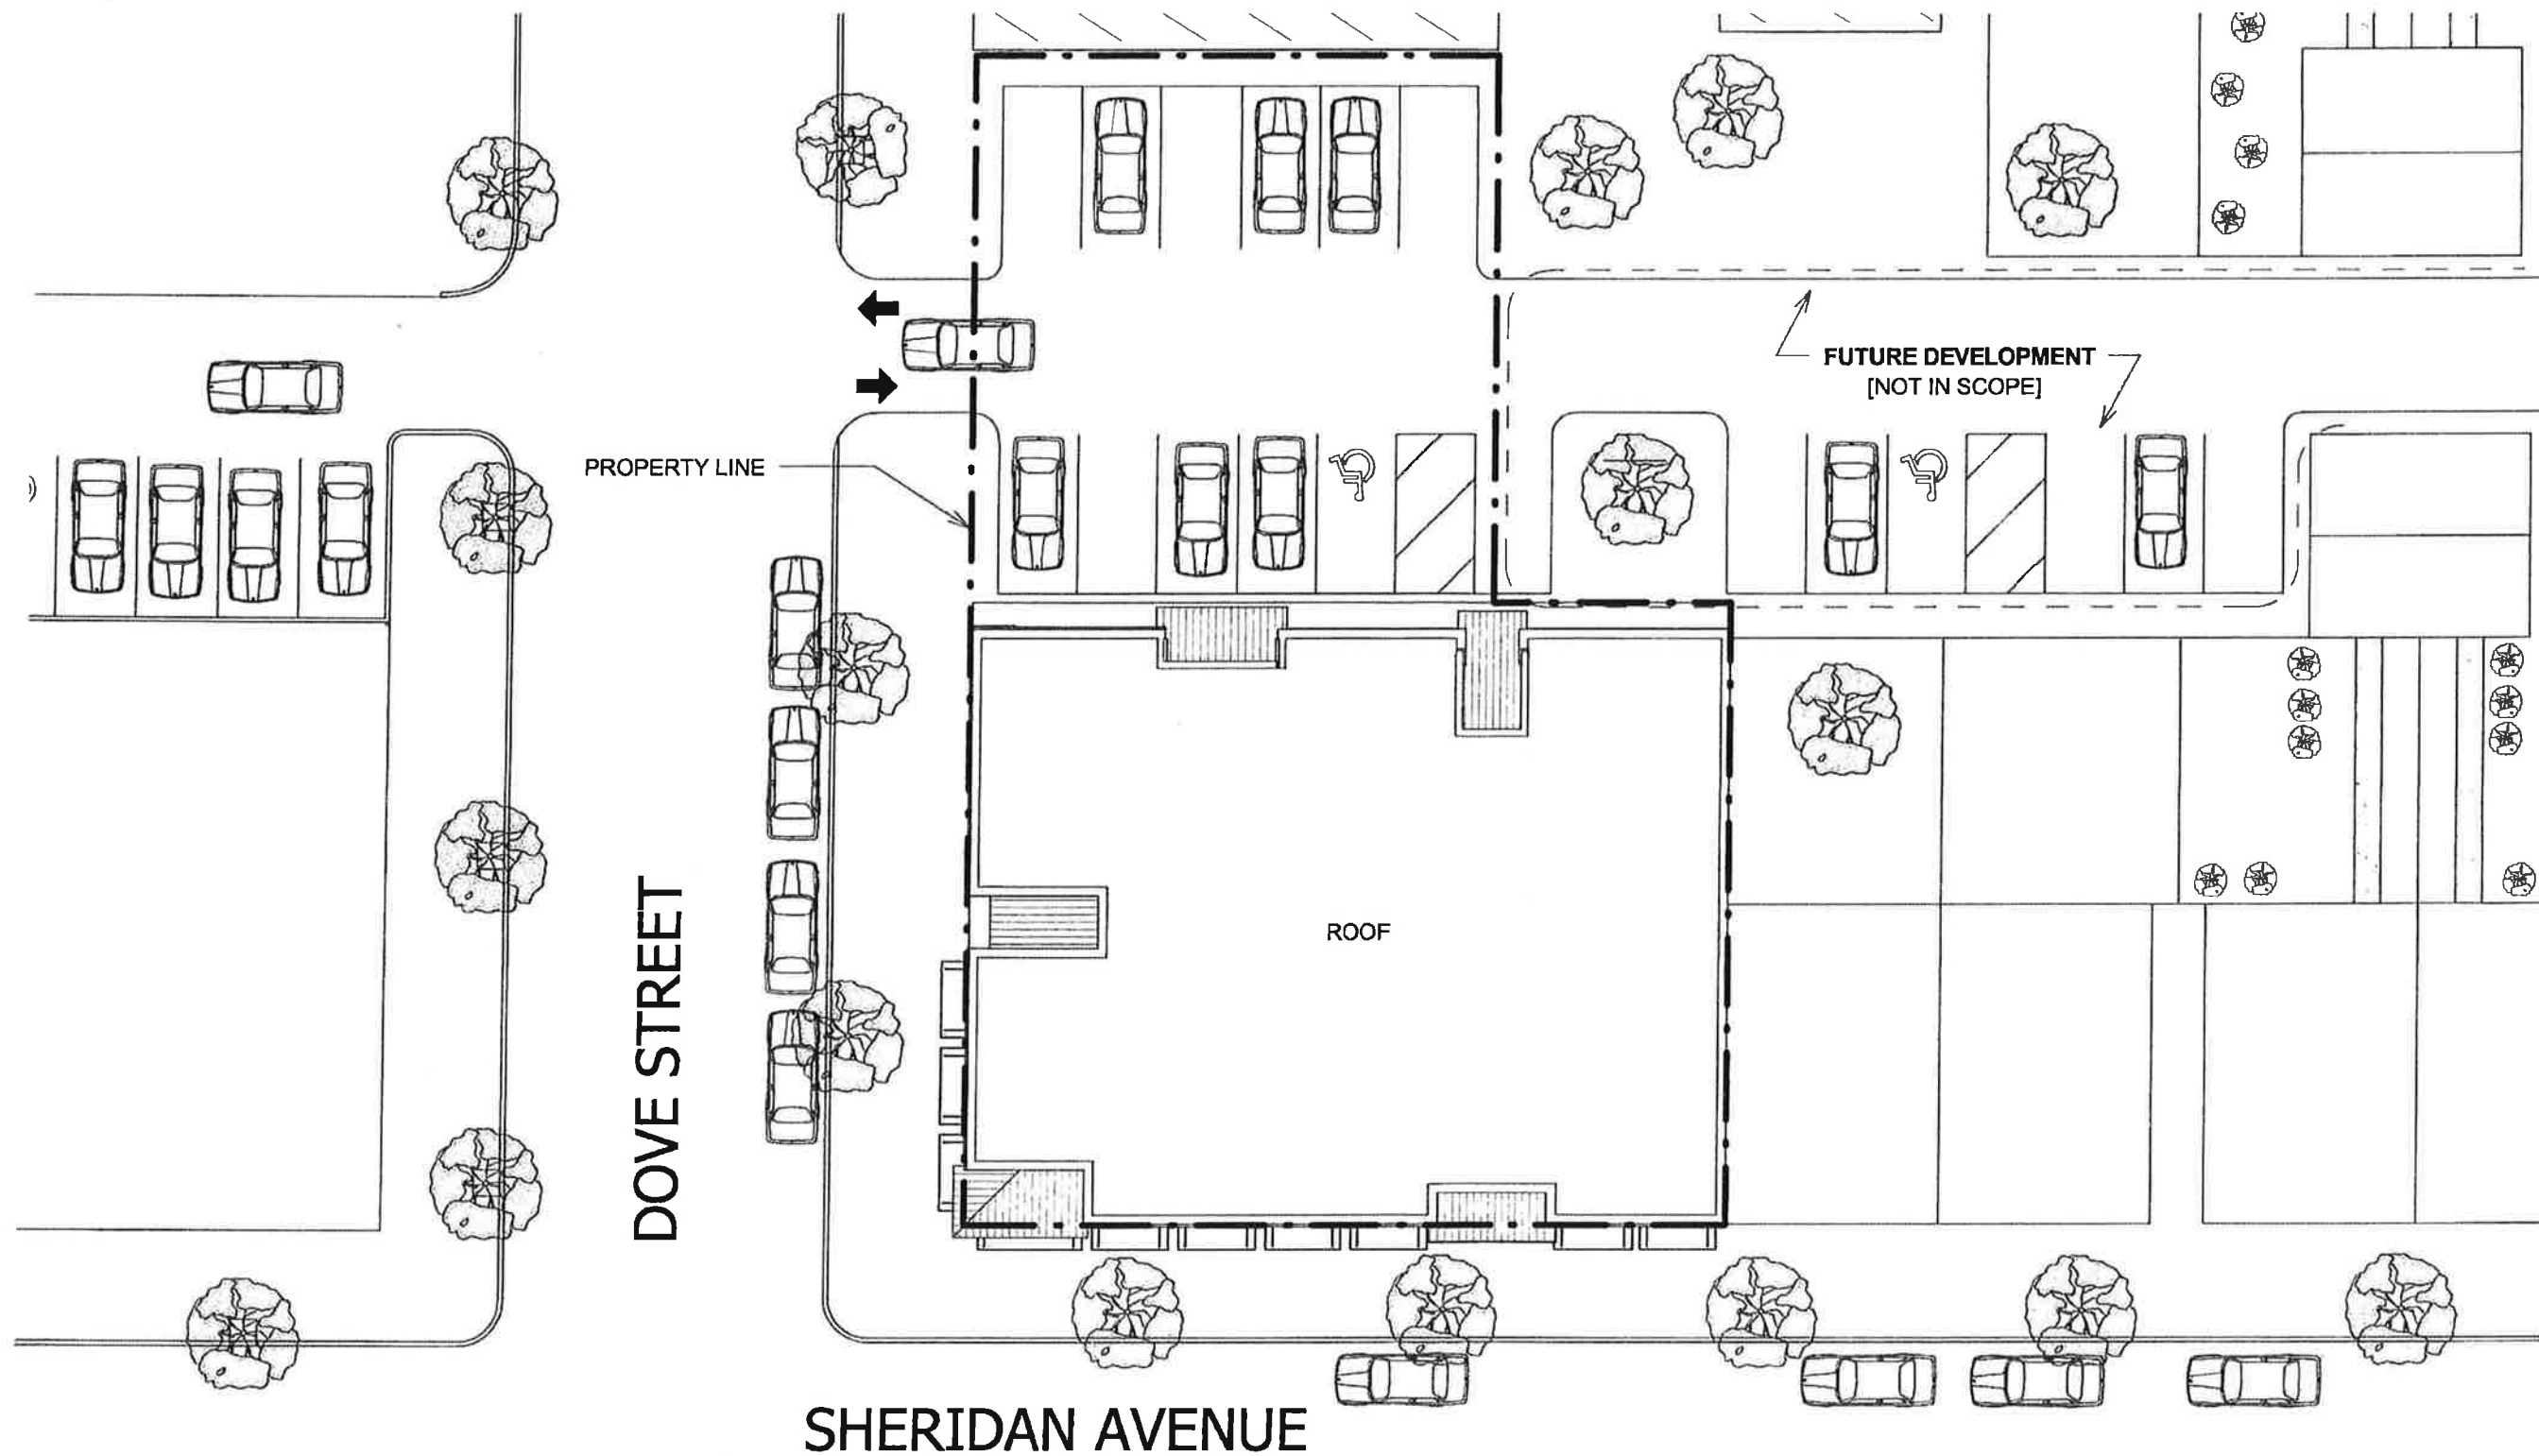 FUTURE DEVELOPMENT
[NOT IN SCOPE]
PROPERTY LINE
DOVE STREET
ROOF
SHERIDAN AVENUE